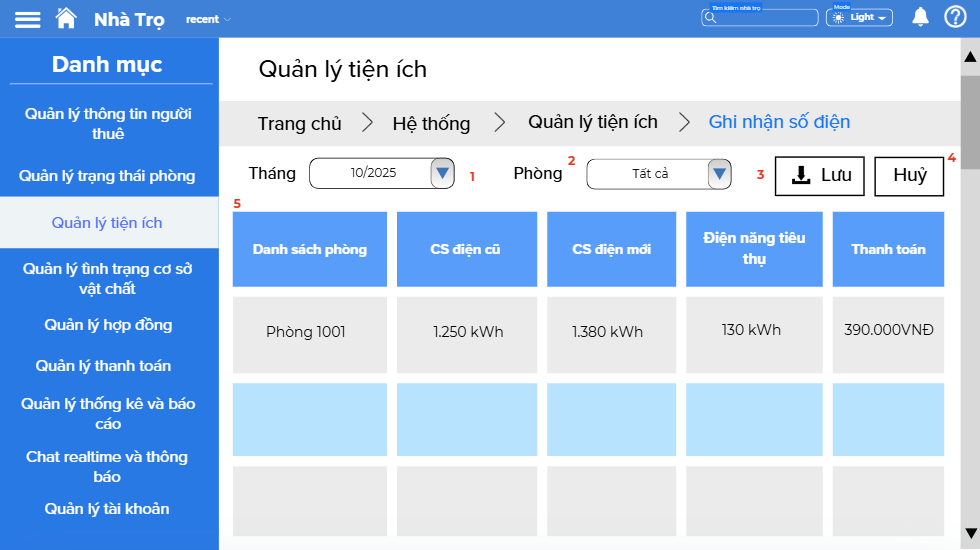 Nhà Trọ
recent
Tìm kiếm nhà trọ
Mode
Light
Danh mục
Quản lý thông tin người
thuê
Quản lý trạng thái phòng
Quản lý tiện ích
Quản lý tình trạng cơ sở
vật chất
Quản lý hợp đồng
Quản lý thanh toán
Quản lý thống kê và báo
cáo
Chat realtime và thông
báo
Quản lý tài khoản
Quản lý tiện ích
Trang chủ
Hệ thống
Quản lý tiện ích
Ghi nhận số điện
Tháng
10/2025
1
Phòng
2
Tất cả
3
Lưu
Huỷ
4
5
Danh sách phòng
CS điện cũ
CS điện mới
Điện năng tiêu
thụ
Thanh toán
Phòng 1001
1.250 kWh
1.380 kWh
130 kWh
390.000VNĐ